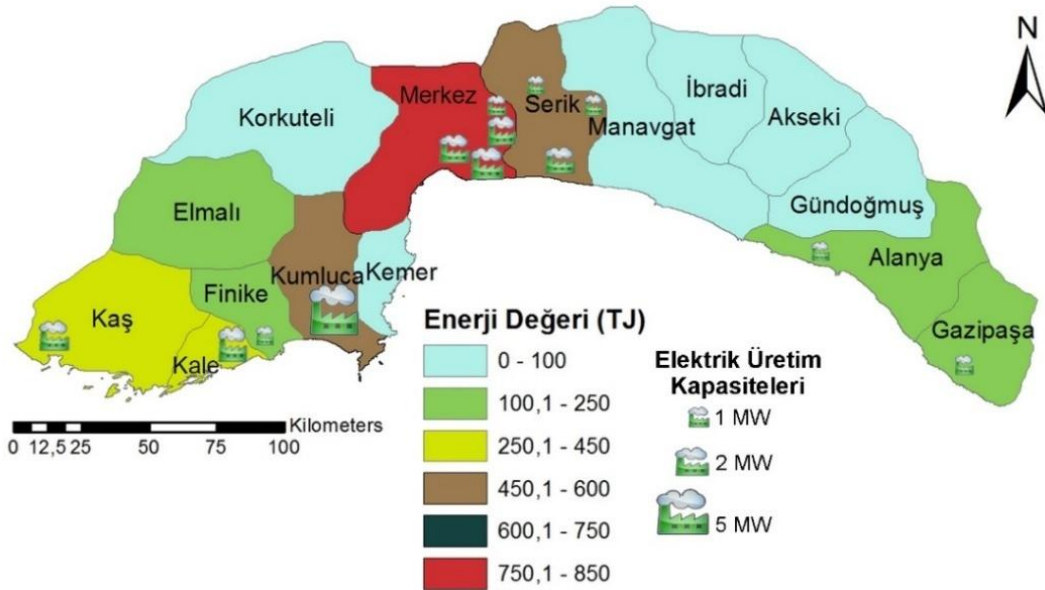 N
Korkuteli
Merkez
Serik
Manavgat
İbradi
Akseki
Gündoğmuş
Elmalı
Kumluca
Kemer
Finike
Kaş
Kale
Alanya
Gazipaşa
Kilometers
0 12,5 25 50 75 100
Enerji Değeri (TJ)
0 - 100
100,1 - 250
250,1 - 450
450,1 - 600
600,1 - 750
750,1 - 850
Elektrik Üretim
Kapasiteleri
1 MW
2 MW
5 MW